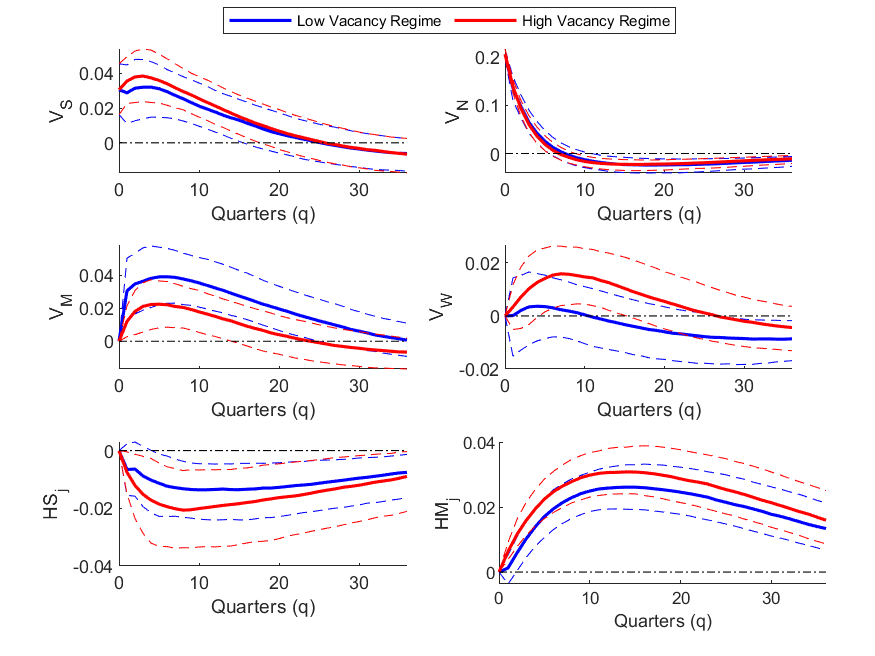 Low Vacancy Regime High Vacancy Regime
0.04
0.02
0
V_S
0 10 20 30
Quarters (q)
0.2
0.1
0
V_N
0 10 20 30
Quarters (q)
0.04
0.02
0
V_M
0 10 20 30
Quarters (q)
0.02
0
-0.02
V_W
0 10 20 30
Quarters (q)
0
-0.02
-0.04
HS_j
0 10 20 30
Quarters (q)
0.04
0.02
0
HM_j
0 10 20 30
Quarters (q)